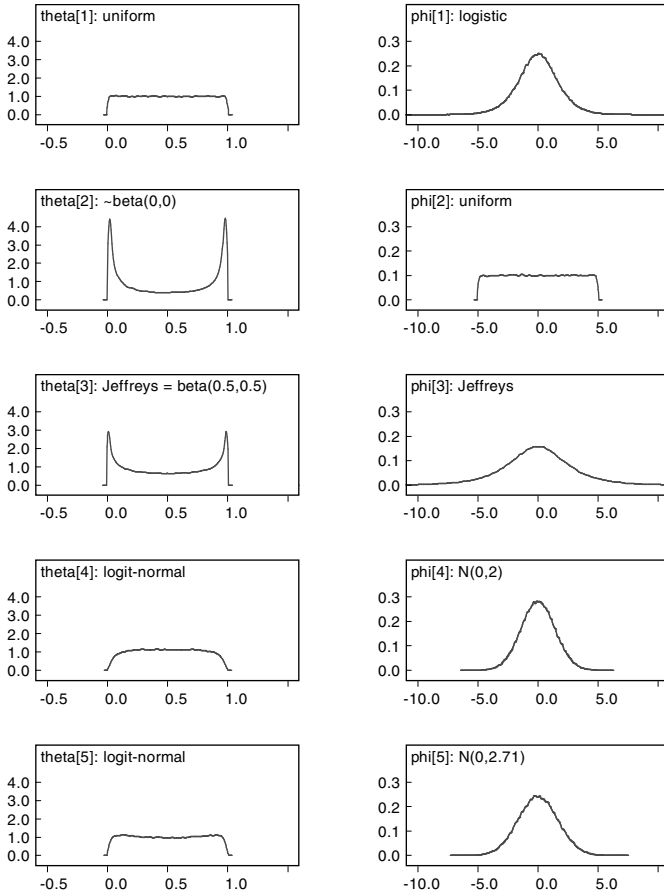 theta[1]: uniform
4.0
3.0
2.0
1.0
0.0
-0.5 0.0 0.5 1.0
phi[1]: logistic
0.3
0.2
0.1
0.0
-10.0 -5.0 0.0 5.0
theta[2]: ~beta(0,0)
4.0
3.0
2.0
1.0
0.0
-0.5 0.0 0.5 1.0
phi[2]: uniform
0.3
0.2
0.1
0.0
-10.0 -5.0 0.0 5.0
theta[3]: Jeffreys = beta(0.5,0.5)
4.0
3.0
2.0
1.0
0.0
-0.5 0.0 0.5 1.0
phi[3]: Jeffreys
0.3
0.2
0.1
0.0
-10.0 -5.0 0.0 5.0
theta[4]: logit-normal
4.0
3.0
2.0
1.0
0.0
-0.5 0.0 0.5 1.0
phi[4]: N(0,2)
0.3
0.2
0.1
0.0
-10.0 -5.0 0.0 5.0
theta[5]: logit-normal
4.0
3.0
2.0
1.0
0.0
-0.5 0.0 0.5 1.0
phi[5]: N(0,2.71)
0.3
0.2
0.1
0.0
-10.0 -5.0 0.0 5.0